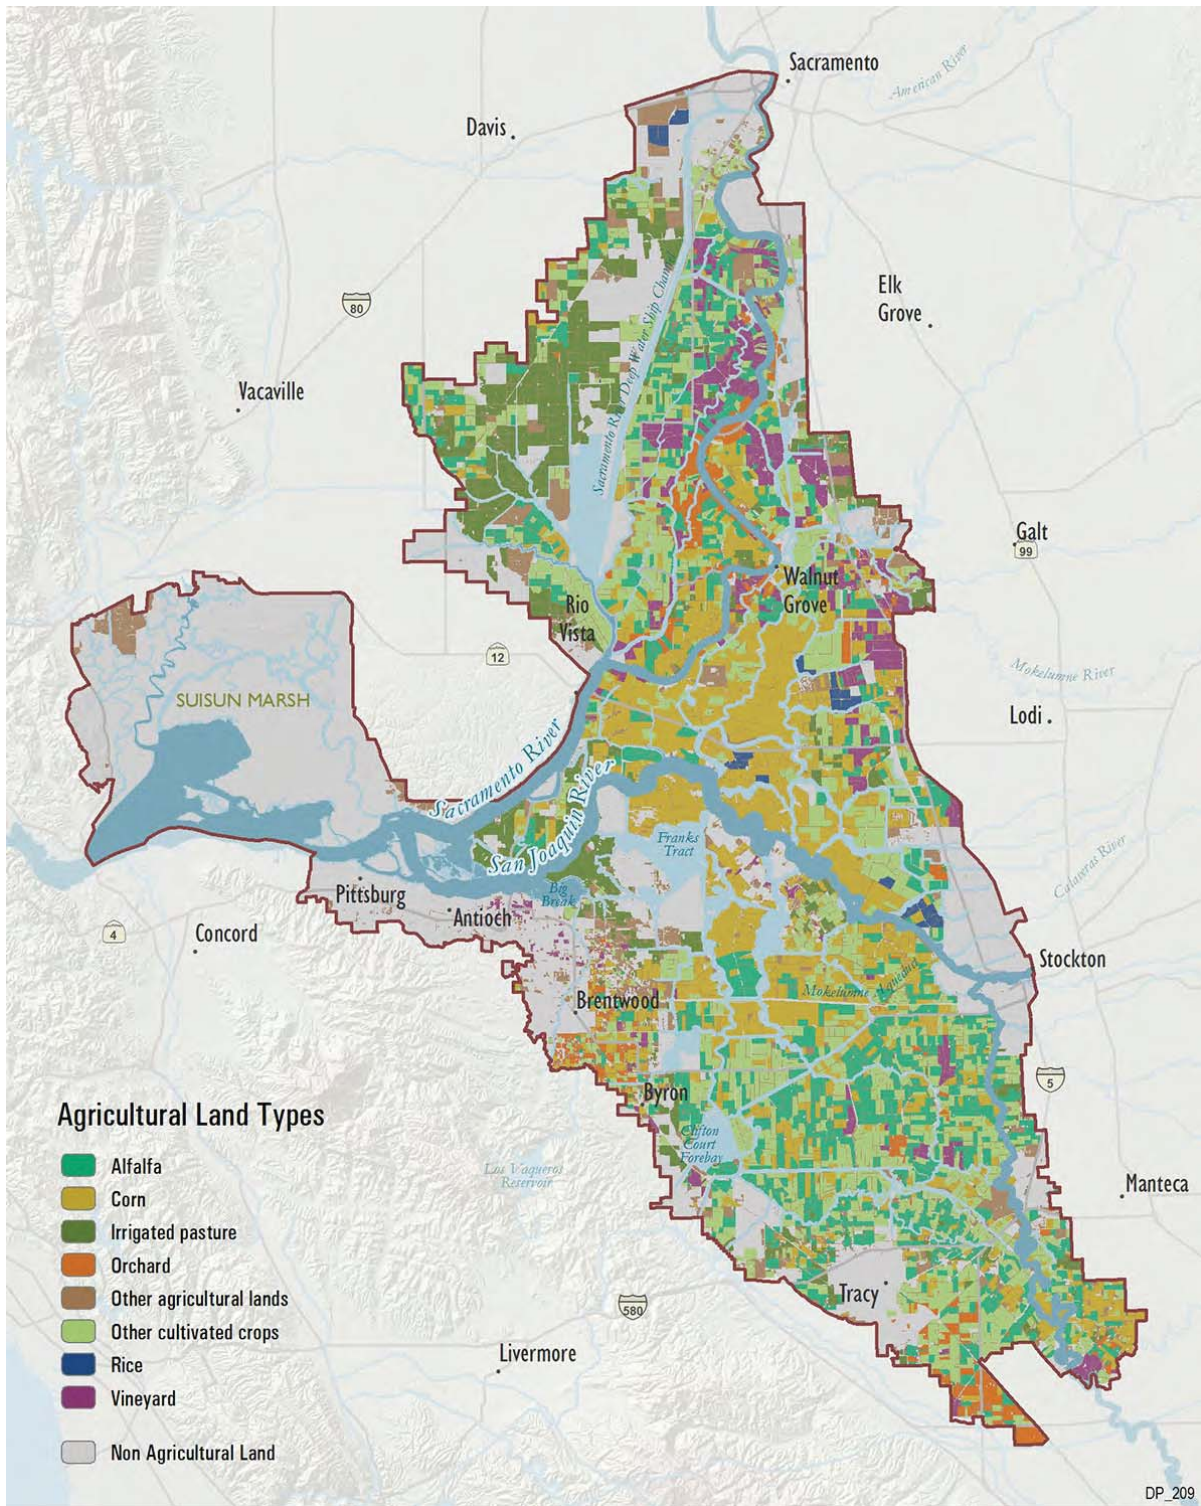 Sacramento
American River
Davis
Elk
Grove
80
Sacramento River Deep Water Ship Channel
Vacaville
Galt
99
Walnut
Grove
Rio
Vista
12
Mokelumne River
SUISUN MARSH
Lodi
Sacramento River
San Joaquin River
Franks
Tract
Calaveras River
Big
Break
Pittsburg
Antioch
4
Concord
Stockton
Mokelumne Aqueduct
Brentwood
5
Byron
Clifton
Court
Forebay
Los Vaqueros
Reservoir
Manteca
Tracy
580
Livermore
Agricultural Land Types
Alfalfa
Corn
Irrigated pasture
Orchard
Other agricultural lands
Other cultivated crops
Rice
Vineyard
Non Agricultural Land
DP_209